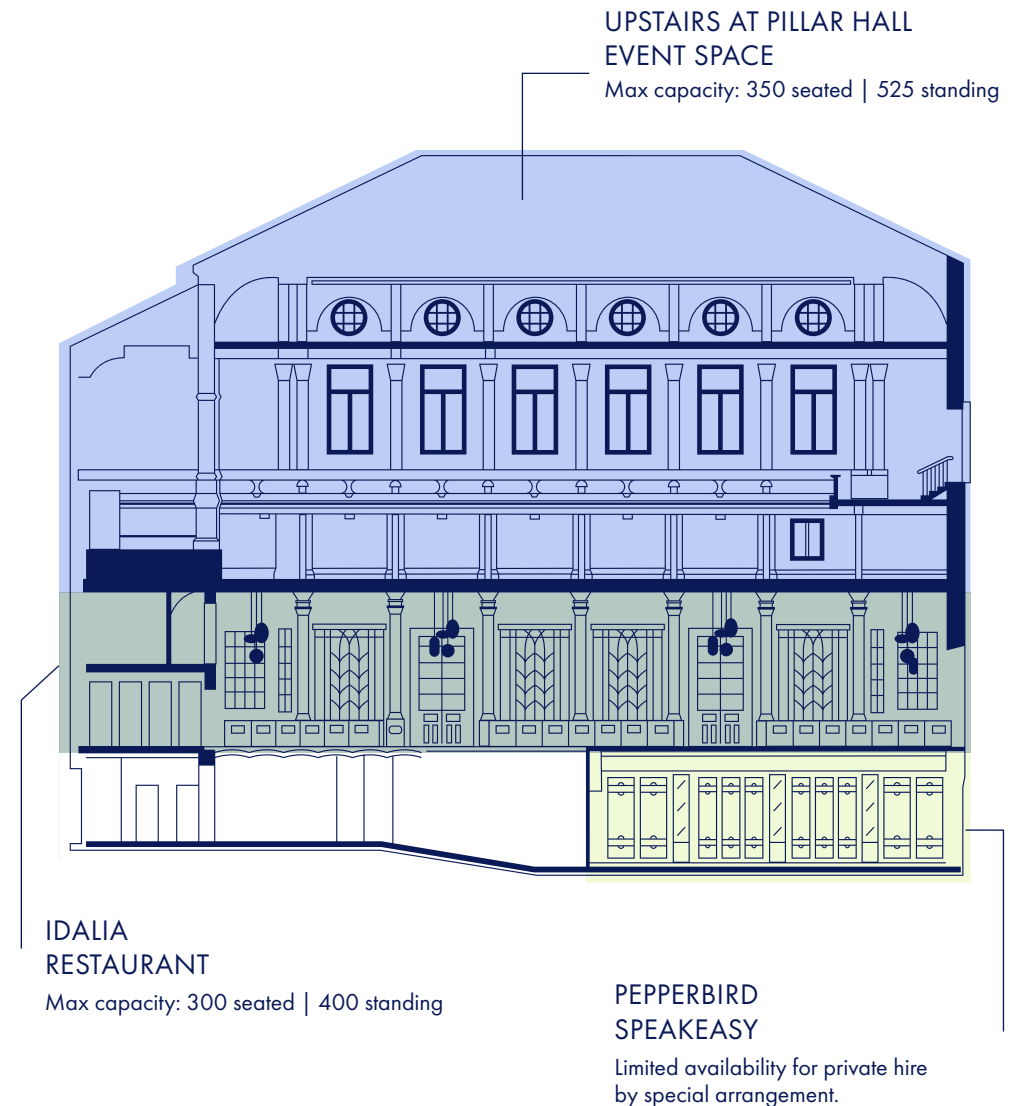 UPSTAIRS AT PILLAR HALL
EVENT SPACE
Max capacity: 350 seated | 525 standing
IDALIA
RESTAURANT
Max capacity: 300 seated | 400 standing
PEPPERBIRD
SPEAKEASY
Limited availability for private hire
by special arrangement.